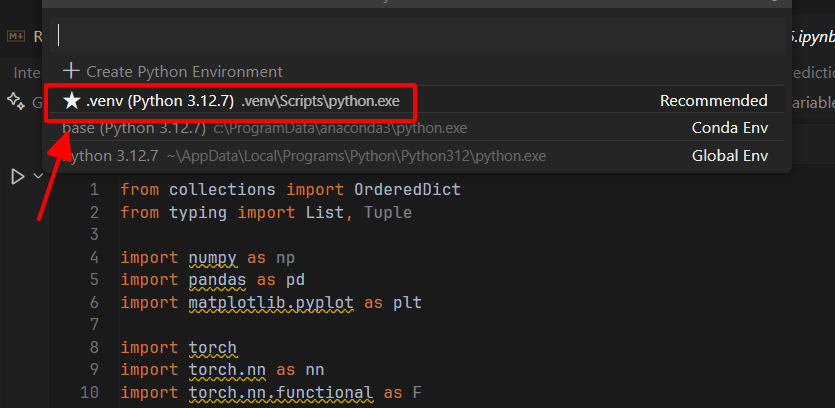 R
5.ipynb
Inte
ediction
+ Create Python Environment
G
★ .venv (Python 3.12.7) .venv\Scripts\python.exe Recommended
ariable
base (Python 3.12.7) c:\ProgramData\anaconda3\python.exe Conda Env
ython 3.12.7 ~\AppData\Local\Programs\Python\Python312\python.exe Global Env
1 from collections import OrderedDict
2 from typing import List, Tuple
3
4 import numpy as np
5 import pandas as pd
6 import matplotlib.pyplot as plt
7
8 import torch
9 import torch.nn as nn
10 import torch.nn.functional as F